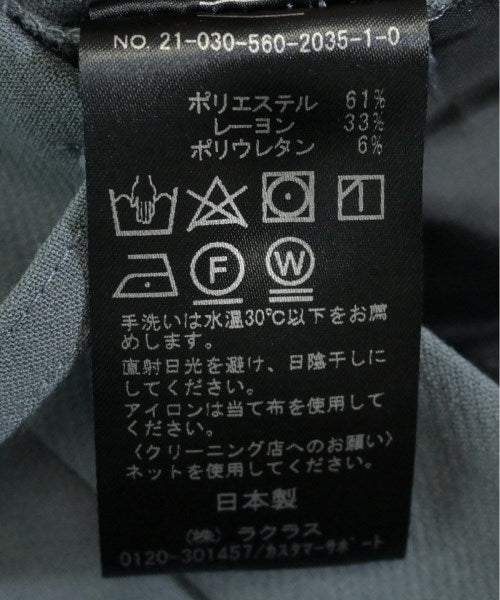 NO. 21-030-560-2035-1-0
ポリエステル 61%
レーヨン 33%
ポリウレタン 6%
F W
手洗いは水温30℃以下をお薦
めします。
直射日光を避け、日陰干しに
してください。
アイロンは当て布を使用して
ください。
〈クリーニング店へのお願い〉
ネットを使用してください。
日本製
(株) ラクラス
0120-301457/カスタマーサポート